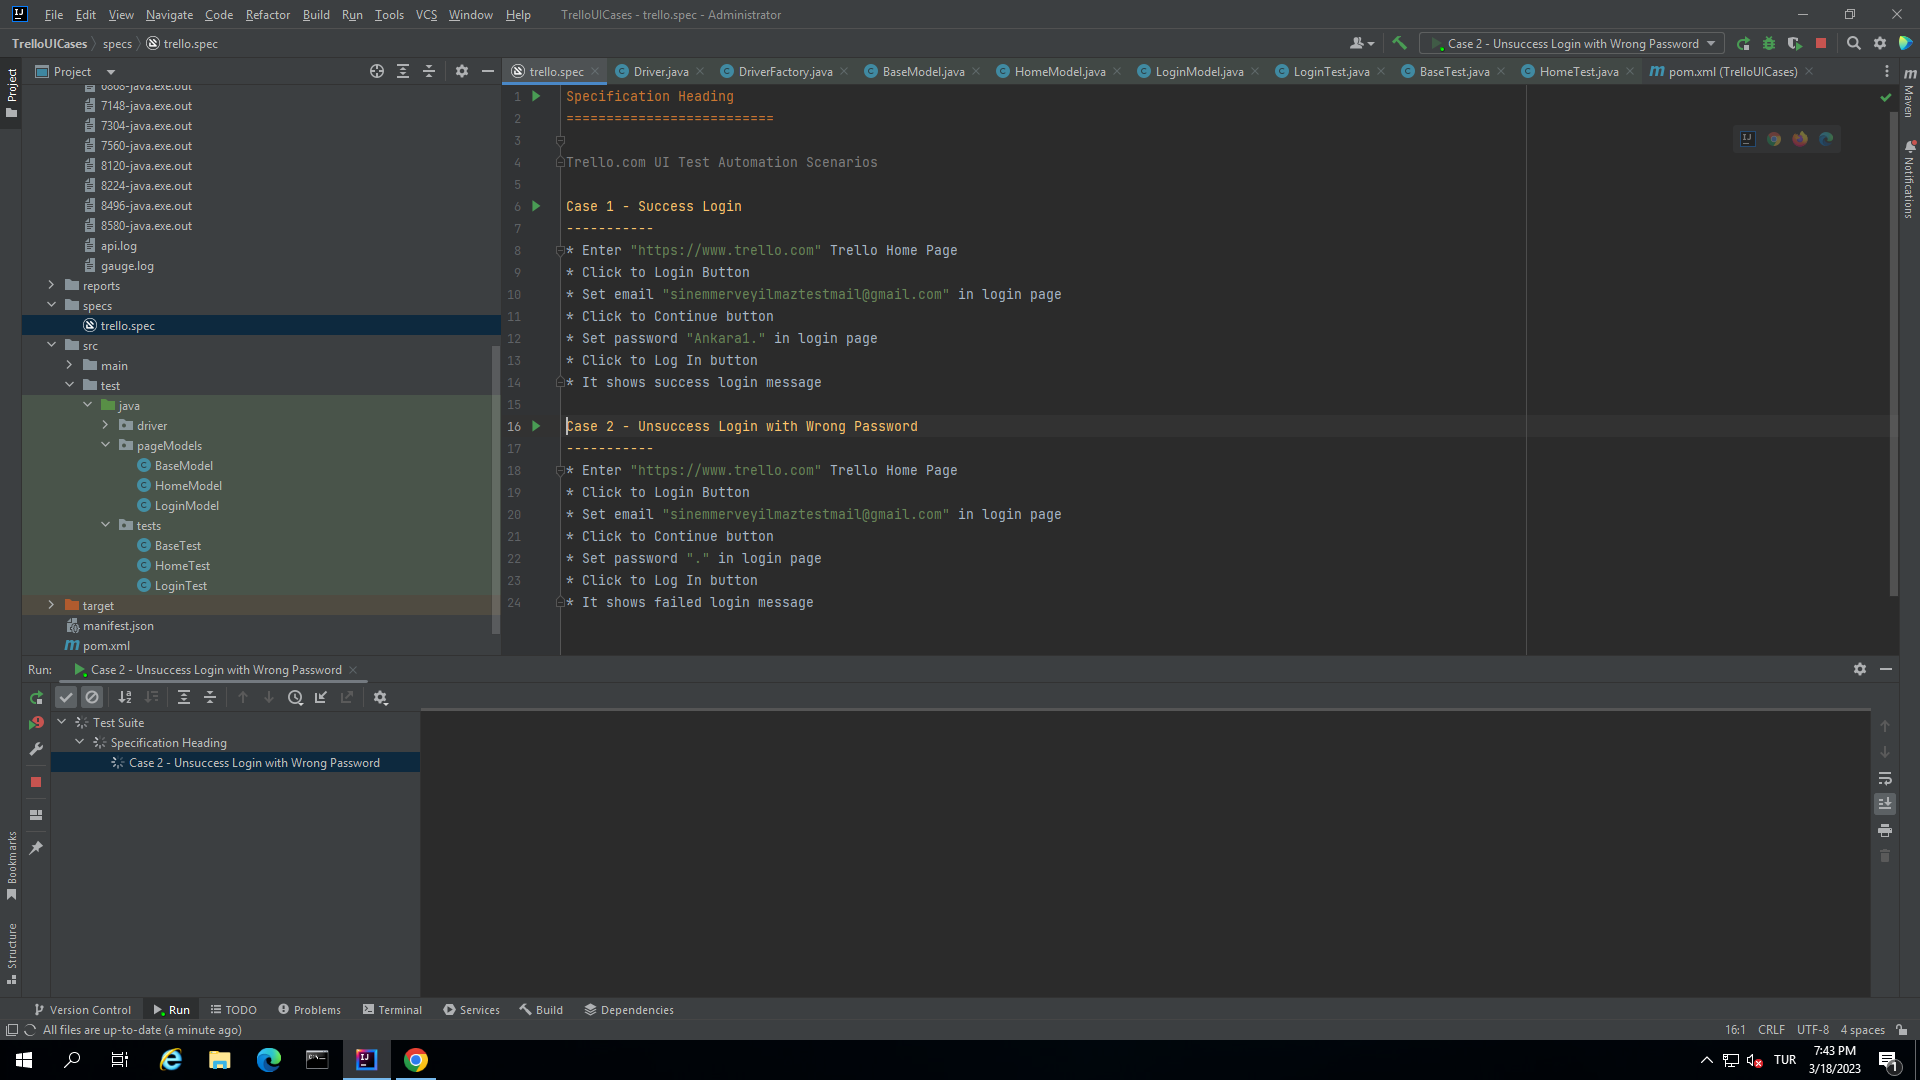 File Edit View Navigate Code Refactor Build Run Tools VCS Window Help TrelloUICases - trello.spec - Administrator
TrelloUICases specs trello.spec
Case 2 - Unsuccess Login with Wrong Password
Project
trello.spec Driver.java DriverFactory.java BaseModel.java HomeModel.java LoginModel.java LoginTest.java BaseTest.java HomeTest.java pom.xml (TrelloUICases)
Project
6868-java.exe.out
7148-java.exe.out
7304-java.exe.out
7560-java.exe.out
8120-java.exe.out
8224-java.exe.out
8496-java.exe.out
8580-java.exe.out
api.log
gauge.log
reports
specs
trello.spec
src
main
test
java
driver
pageModels
BaseModel
HomeModel
LoginModel
tests
BaseTest
HomeTest
LoginTest
target
manifest.json
pom.xml
1 Specification Heading
2 ==========================
3
4 Trello.com UI Test Automation Scenarios
5
6 Case 1 - Success Login
7 -----------
8 * Enter "https://www.trello.com" Trello Home Page
9 * Click to Login Button
10 * Set email "sinemmerveyilmaztestmail@gmail.com" in login page
11 * Click to Continue button
12 * Set password "Ankara1." in login page
13 * Click to Log In button
14 * It shows success login message
15
16 Case 2 - Unsuccess Login with Wrong Password
17 -----------
18 * Enter "https://www.trello.com" Trello Home Page
19 * Click to Login Button
20 * Set email "sinemmerveyilmaztestmail@gmail.com" in login page
21 * Click to Continue button
22 * Set password "." in login page
23 * Click to Log In button
24 * It shows failed login message
Maven
Notifications
Run: Case 2 - Unsuccess Login with Wrong Password
Test Suite
Specification Heading
Case 2 - Unsuccess Login with Wrong Password
Bookmarks
Structure
Version Control Run TODO Problems Terminal Services Build Dependencies
All files are up-to-date (a minute ago)
16:1 CRLF UTF-8 4 spaces
TUR
7:43 PM
3/18/2023
1